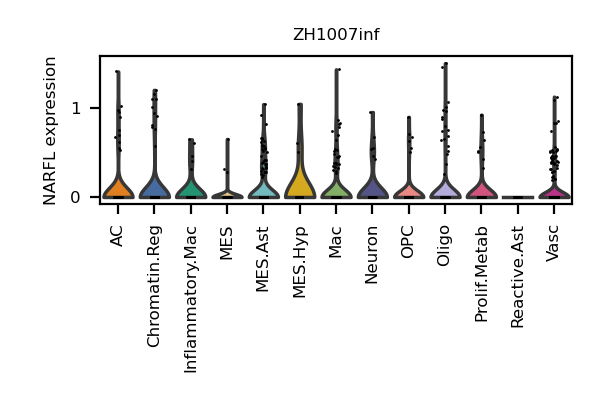 ZH1007inf
NARFL expression
1
0
AC
Chromatin.Reg
Inflammatory.Mac
MES
MES.Ast
MES.Hyp
Mac
Neuron
OPC
Oligo
Prolif.Metab
Reactive.Ast
Vasc